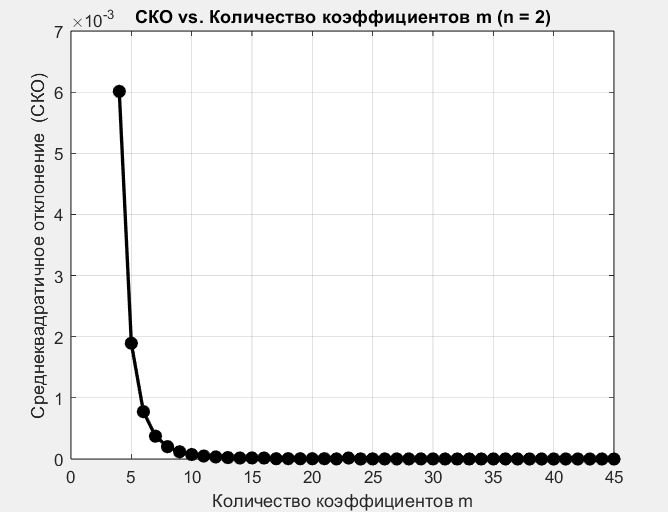 СКО vs. Количество коэффициентов m (n = 2)
×10⁻³
7
6
5
4
3
2
1
0
Среднеквадратичное отклонение (СКО)
0 5 10 15 20 25 30 35 40 45
Количество коэффициентов m